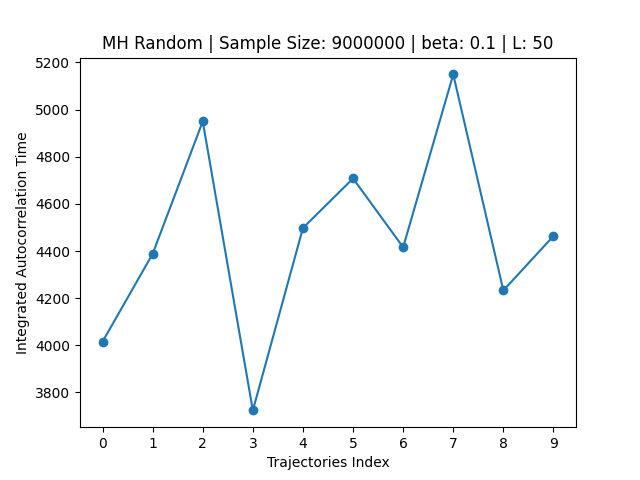 MH Random | Sample Size: 9000000 | beta: 0.1 | L: 50
5200
5000
4800
4600
4400
4200
4000
3800
Integrated Autocorrelation Time
0 1 2 3 4 5 6 7 8 9
Trajectories Index